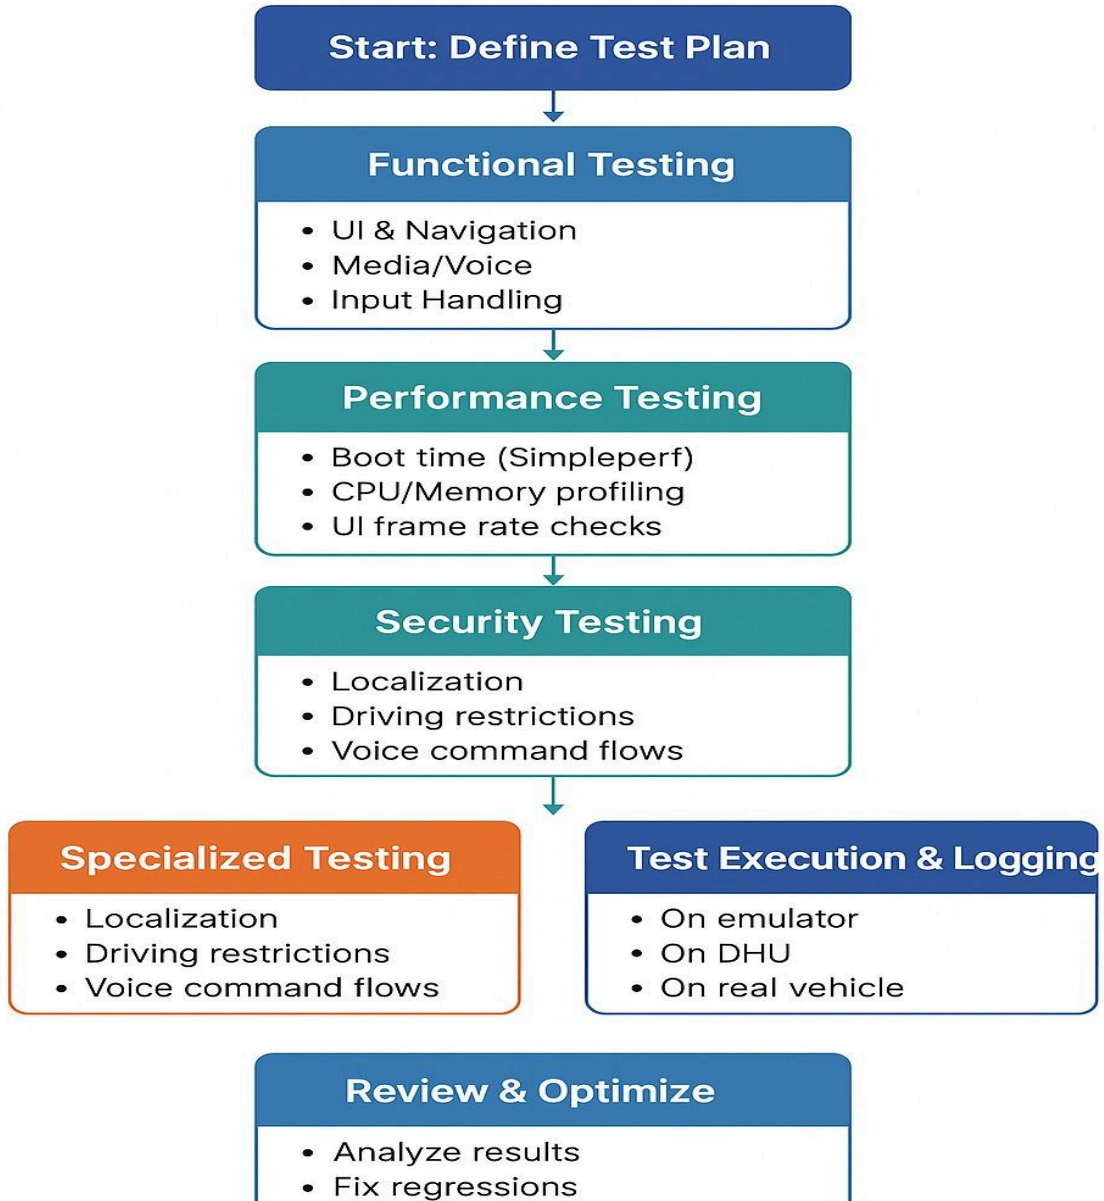 Start: Define Test Plan
Functional Testing
• UI & Navigation
• Media/Voice
• Input Handling
Performance Testing
• Boot time (Simpleperf)
• CPU/Memory profiling
• UI frame rate checks
Security Testing
• Localization
• Driving restrictions
• Voice command flows
Specialized Testing
• Localization
• Driving restrictions
• Voice command flows
Test Execution & Logging
• On emulator
• On DHU
• On real vehicle
Review & Optimize
• Analyze results
• Fix regressions